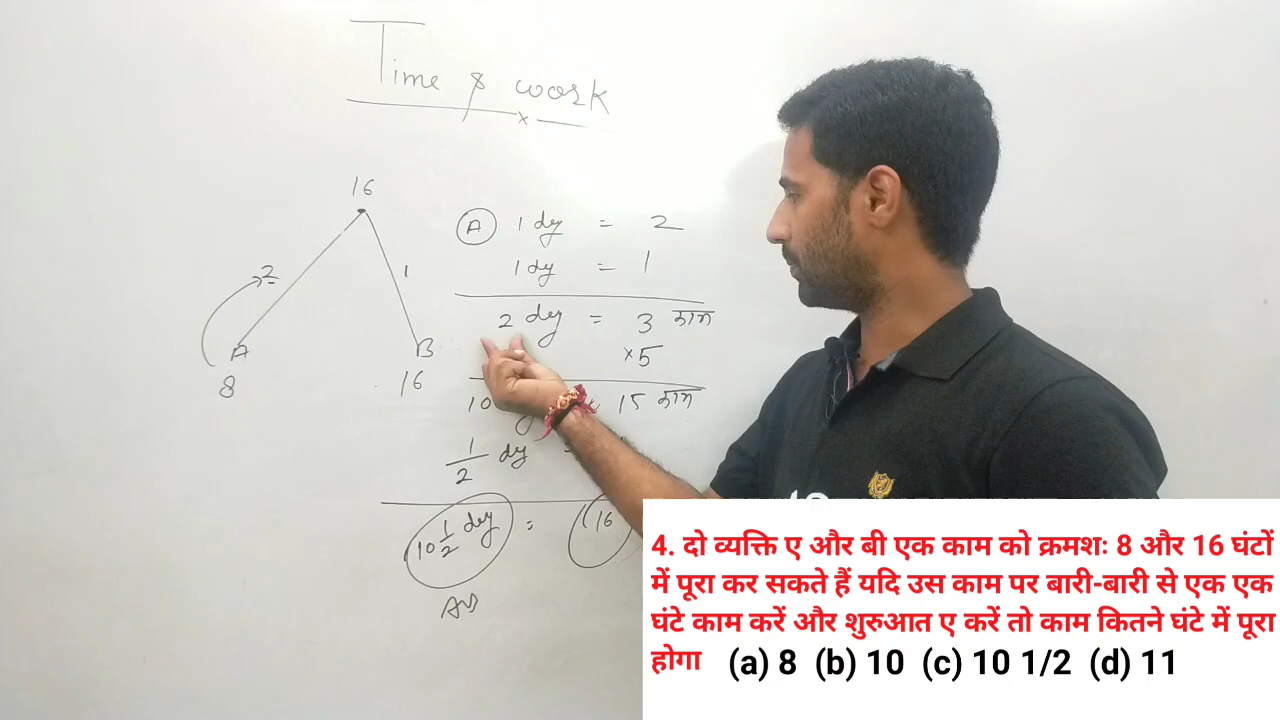 Time & work
x
16
2
1
A
B
8
16
A 1 dy = 2
1 dy = 1
2 dy = 3 काम
×5
10 15 काम
1/2 dy =
10 1/2 dy = 16
Ans
4. दो व्यक्ति ए और बी एक काम को क्रमशः 8 और 16 घंटों
में पूरा कर सकते हैं यदि उस काम पर बारी-बारी से एक एक
घंटे काम करें और शुरुआत ए करें तो काम कितने घंटे में पूरा
होगा (a) 8 (b) 10 (c) 10 1/2 (d) 11